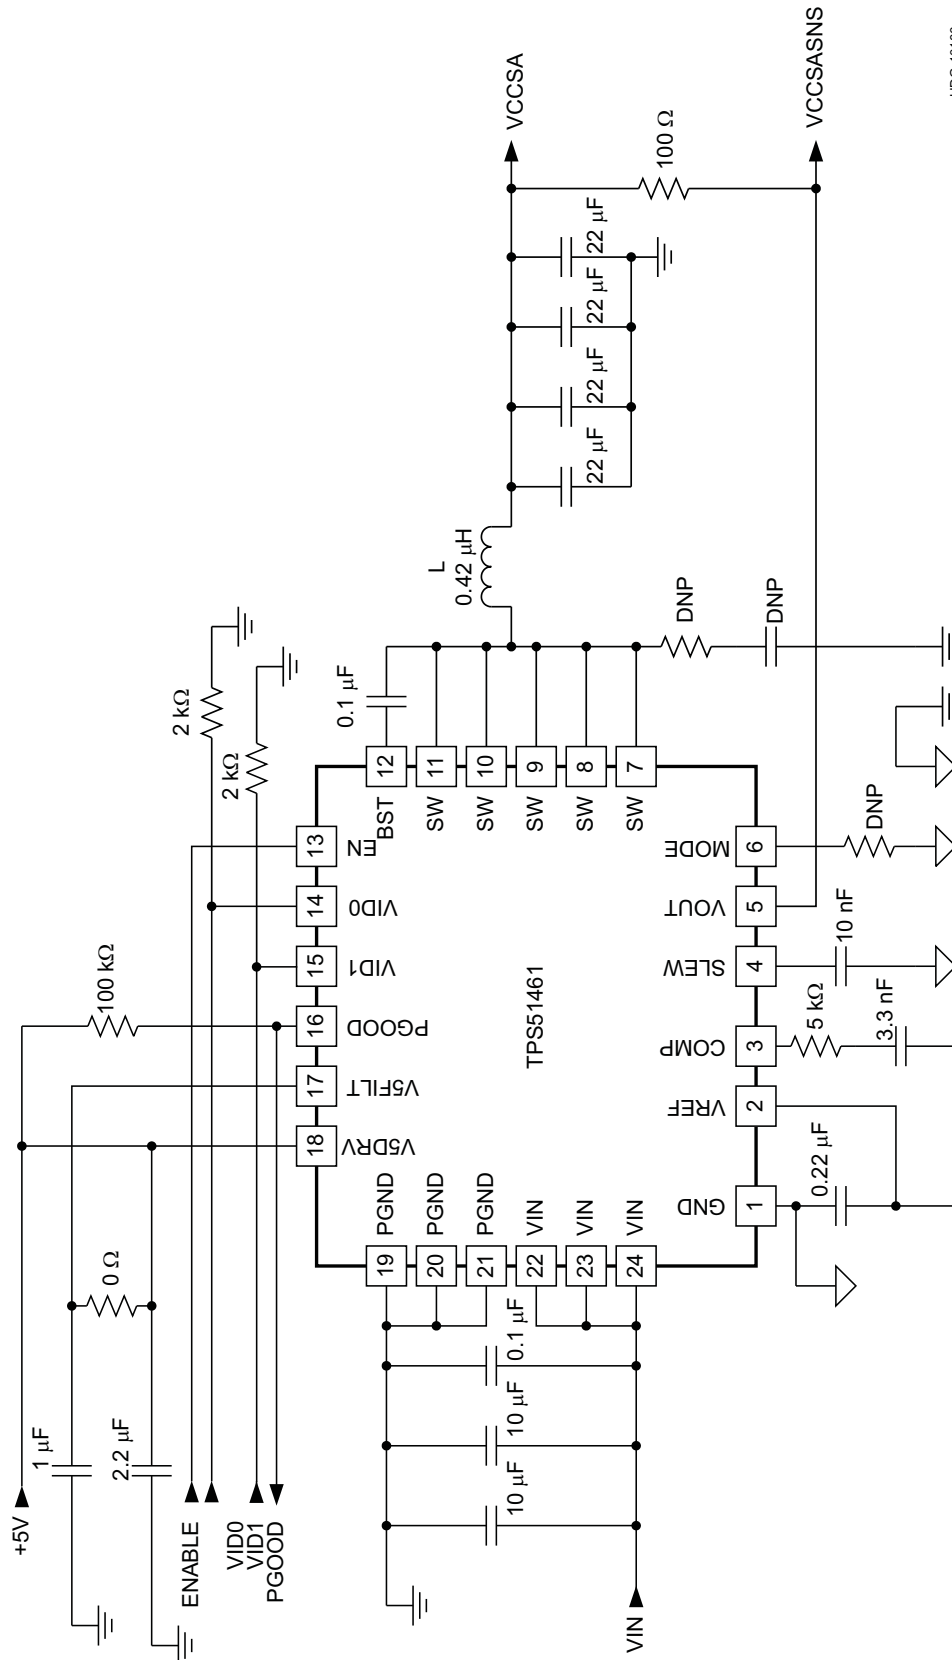 +5V
1 µF
2.2 µF
0 Ω
100 kΩ
2 kΩ
2 kΩ
ENABLE
VID0
VID1
PGOOD
18
17
16
15
14
13
V5DRV
V5FILT
PGOOD
VID1
VID0
EN
19 PGND
20 PGND
21 PGND
22 VIN
23 VIN
24 VIN
BST 12
SW 11
SW 10
SW 9
SW 8
SW 7
TPS51461
GND
VREF
COMP
SLEW
VOUT
MODE
1
2
3
4
5
6
10 µF
10 µF
0.1 µF
VIN
0.1 µF
L
0.42 µH
22 µF
22 µF
22 µF
22 µF
VCCSA
100 Ω
VCCSASNS
DNP
DNP
0.22 µF
5 kΩ
3.3 nF
10 nF
DNP